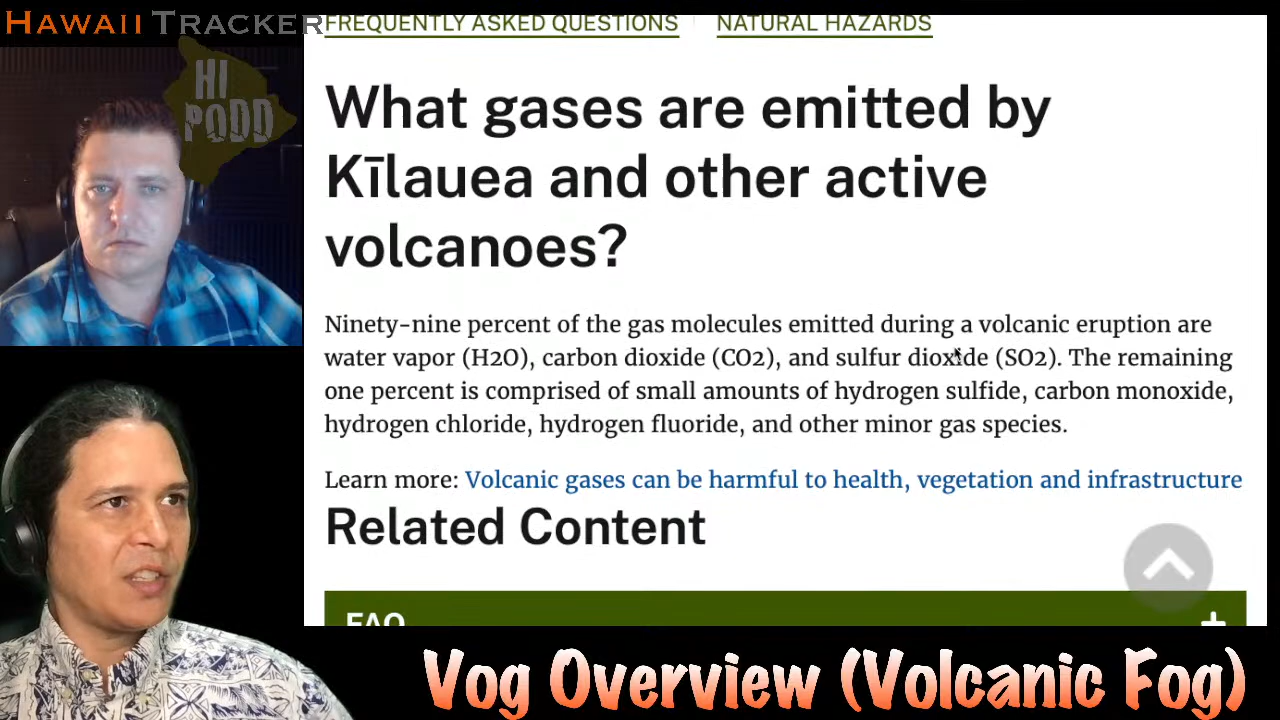 HAWAII TRACKER
HI
PODD
FREQUENTLY ASKED QUESTIONS NATURAL HAZARDS
What gases are emitted by
Kīlauea and other active
volcanoes?
Ninety-nine percent of the gas molecules emitted during a volcanic eruption are
water vapor (H2O), carbon dioxide (CO2), and sulfur dioxide (SO2). The remaining
one percent is comprised of small amounts of hydrogen sulfide, carbon monoxide,
hydrogen chloride, hydrogen fluoride, and other minor gas species.
Learn more: Volcanic gases can be harmful to health, vegetation and infrastructure
Related Content
FAQ
Vog Overview (Volcanic Fog)